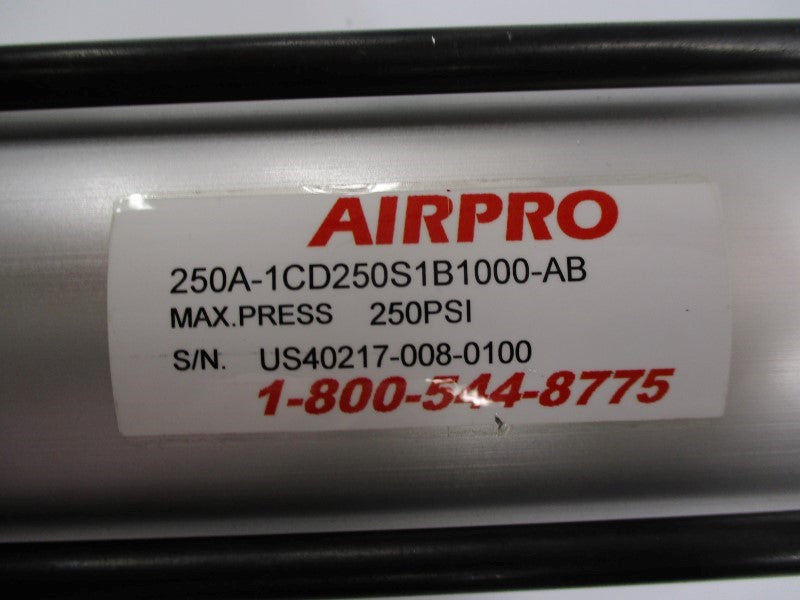 AIRPRO
250A-1CD250S1B1000-AB
MAX.PRESS 250PSI
S/N. US40217-008-0100
1-800-544-8775